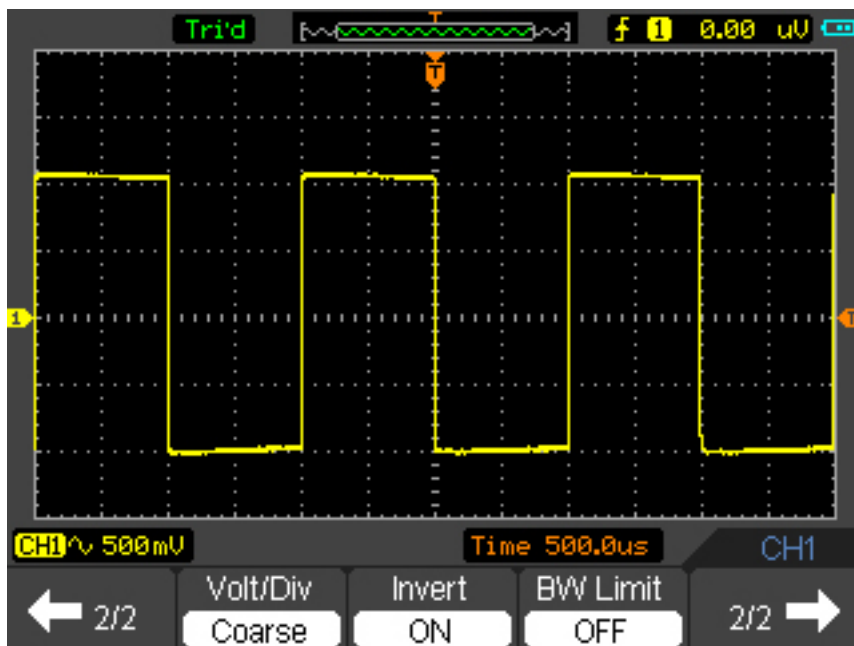 Tri'd T 1 0.00 uV
T
1 T
CH1 500mV Time 500.0us CH1
Volt/Div Invert BW Limit
2/2 Coarse ON OFF 2/2